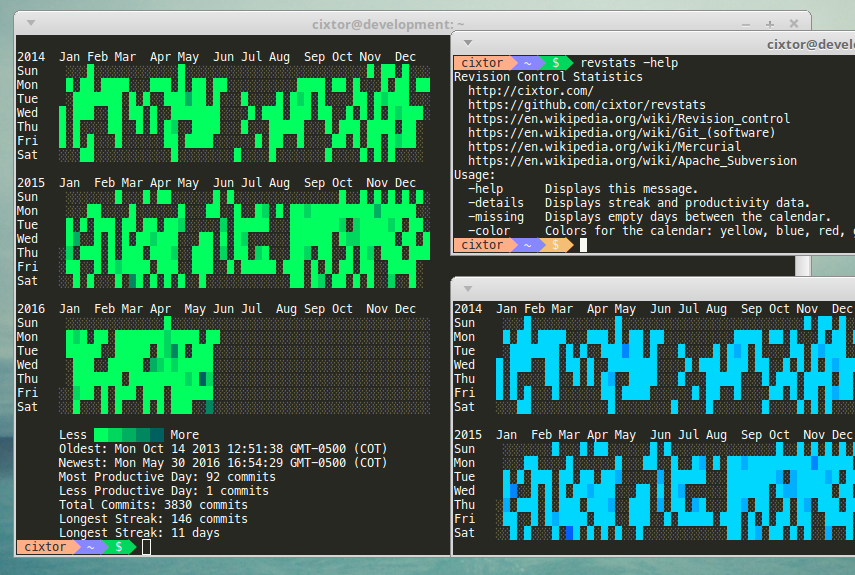 cixtor@development: ~
2014 Jan Feb Mar Apr May Jun Jul Aug Sep Oct Nov Dec
Sun
Mon
Tue
Wed
Thu
Fri
Sat
2015 Jan Feb Mar Apr May Jun Jul Aug Sep Oct Nov Dec
Sun
Mon
Tue
Wed
Thu
Fri
Sat
2016 Jan Feb Mar Apr May Jun Jul Aug Sep Oct Nov Dec
Sun
Mon
Tue
Wed
Thu
Fri
Sat
Less More
Oldest: Mon Oct 14 2013 12:51:38 GMT-0500 (COT)
Newest: Mon May 30 2016 16:54:29 GMT-0500 (COT)
Most Productive Day: 92 commits
Less Productive Day: 1 commits
Total Commits: 3830 commits
Longest Streak: 146 commits
Longest Streak: 11 days
cixtor ~ $
cixtor@develo
cixtor ~ $ revstats -help
Revision Control Statistics
http://cixtor.com/
https://github.com/cixtor/revstats
https://en.wikipedia.org/wiki/Revision_control
https://en.wikipedia.org/wiki/Git_(software)
https://en.wikipedia.org/wiki/Mercurial
https://en.wikipedia.org/wiki/Apache_Subversion
Usage:
-help Displays this message.
-details Displays streak and productivity data.
-missing Displays empty days between the calendar.
-color Colors for the calendar: yellow, blue, red,
cixtor ~ $
2014 Jan Feb Mar Apr May Jun Jul Aug Sep Oct Nov Dec
Sun
Mon
Tue
Wed
Thu
Fri
Sat
2015 Jan Feb Mar Apr May Jun Jul Aug Sep Oct Nov Dec
Sun
Mon
Tue
Wed
Thu
Fri
Sat